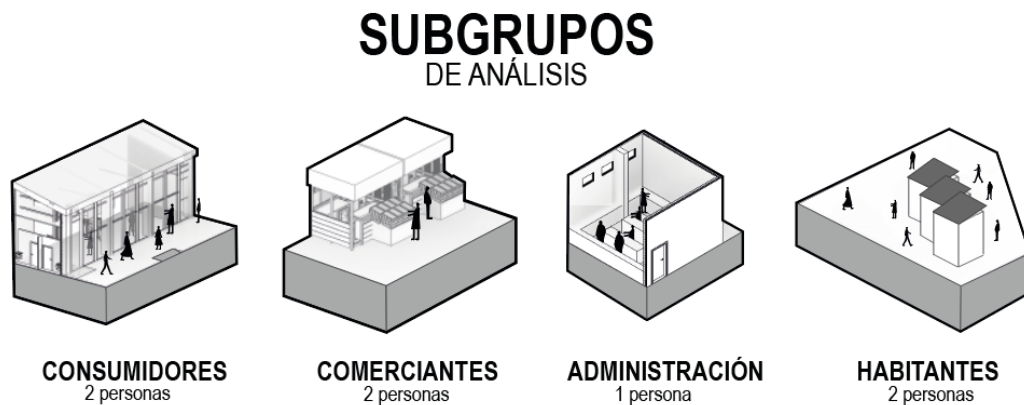 SUBGRUPOS
DE ANÁLISIS
CONSUMIDORES
2 personas
COMERCIANTES
2 personas
ADMINISTRACIÓN
1 persona
HABITANTES
2 personas